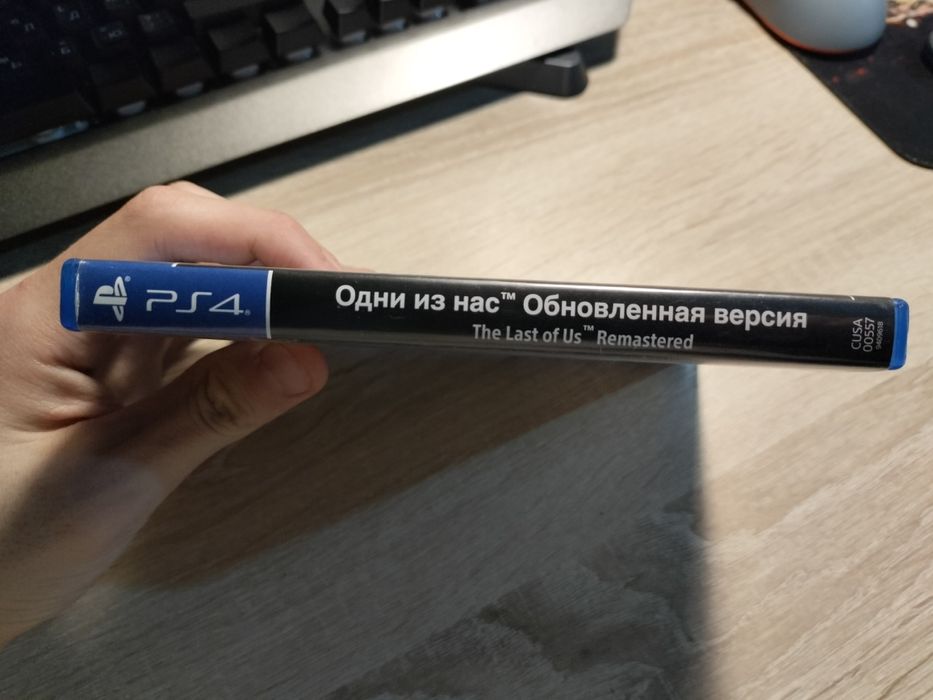 PS4
Одни из нас™ Обновленная версия
The Last of Us™ Remastered
CUSA
00557